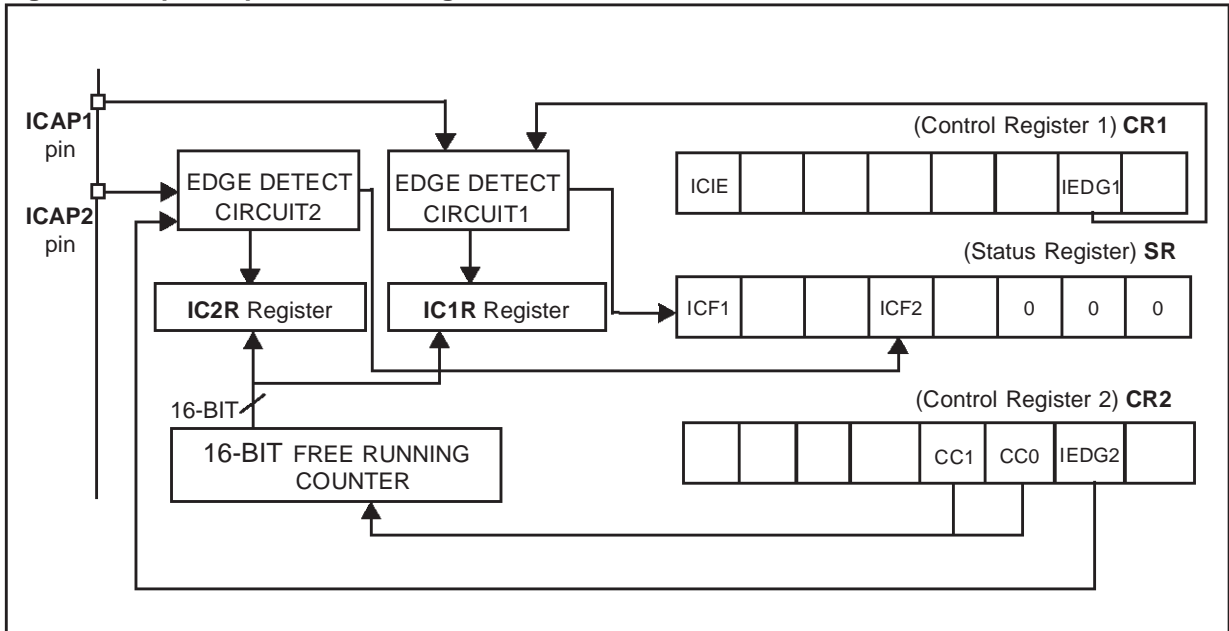 ICAP1
pin
ICAP2
pin
EDGE DETECT
CIRCUIT2
EDGE DETECT
CIRCUIT1
IC2R Register
IC1R Register
16-BIT
16-BIT FREE RUNNING
COUNTER
(Control Register 1) CR1
ICIE IEDG1
(Status Register) SR
ICF1 ICF2 0 0 0
(Control Register 2) CR2
CC1 CC0 IEDG2